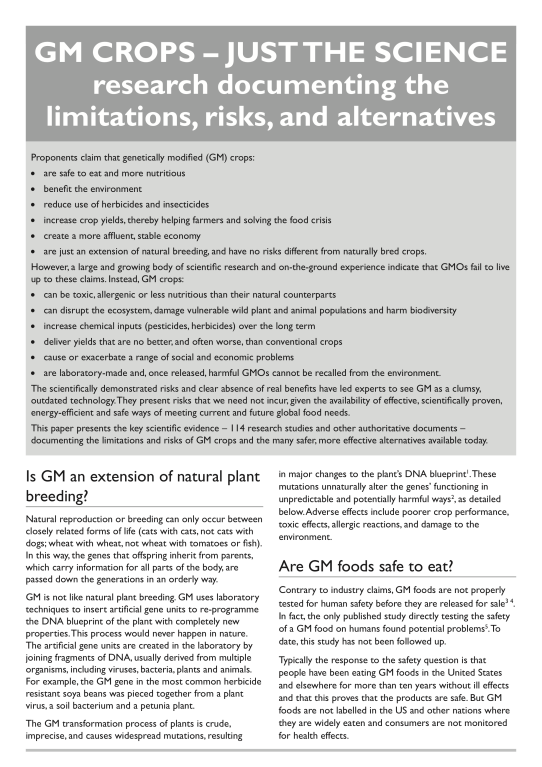 GM CROPS – JUST THE SCIENCE
research documenting the
limitations, risks, and alternatives
Proponents claim that genetically modified (GM) crops:
• are safe to eat and more nutritious
• benefit the environment
• reduce use of herbicides and insecticides
• increase crop yields, thereby helping farmers and solving the food crisis
• create a more affluent, stable economy
• are just an extension of natural breeding, and have no risks different from naturally bred crops.
However, a large and growing body of scientific research and on-the-ground experience indicate that GMOs fail to live
up to these claims. Instead, GM crops:
• can be toxic, allergenic or less nutritious than their natural counterparts
• can disrupt the ecosystem, damage vulnerable wild plant and animal populations and harm biodiversity
• increase chemical inputs (pesticides, herbicides) over the long term
• deliver yields that are no better, and often worse, than conventional crops
• cause or exacerbate a range of social and economic problems
• are laboratory-made and, once released, harmful GMOs cannot be recalled from the environment.
The scientifically demonstrated risks and clear absence of real benefits have led experts to see GM as a clumsy,
outdated technology. They present risks that we need not incur, given the availability of effective, scientifically proven,
energy-efficient and safe ways of meeting current and future global food needs.
This paper presents the key scientific evidence – 114 research studies and other authoritative documents –
documenting the limitations and risks of GM crops and the many safer, more effective alternatives available today.
Is GM an extension of natural plant
breeding?
Natural reproduction or breeding can only occur between
closely related forms of life (cats with cats, not cats with
dogs; wheat with wheat, not wheat with tomatoes or fish).
In this way, the genes that offspring inherit from parents,
which carry information for all parts of the body, are
passed down the generations in an orderly way.
GM is not like natural plant breeding. GM uses laboratory
techniques to insert artificial gene units to re-programme
the DNA blueprint of the plant with completely new
properties. This process would never happen in nature.
The artificial gene units are created in the laboratory by
joining fragments of DNA, usually derived from multiple
organisms, including viruses, bacteria, plants and animals.
For example, the GM gene in the most common herbicide
resistant soya beans was pieced together from a plant
virus, a soil bacterium and a petunia plant.
The GM transformation process of plants is crude,
imprecise, and causes widespread mutations, resulting
in major changes to the plant's DNA blueprint1. These
mutations unnaturally alter the genes' functioning in
unpredictable and potentially harmful ways2, as detailed
below. Adverse effects include poorer crop performance,
toxic effects, allergic reactions, and damage to the
environment.
Are GM foods safe to eat?
Contrary to industry claims, GM foods are not properly
tested for human safety before they are released for sale3 4.
In fact, the only published study directly testing the safety
of a GM food on humans found potential problems5. To
date, this study has not been followed up.
Typically the response to the safety question is that
people have been eating GM foods in the United States
and elsewhere for more than ten years without ill effects
and that this proves that the products are safe. But GM
foods are not labelled in the US and other nations where
they are widely eaten and consumers are not monitored
for health effects.